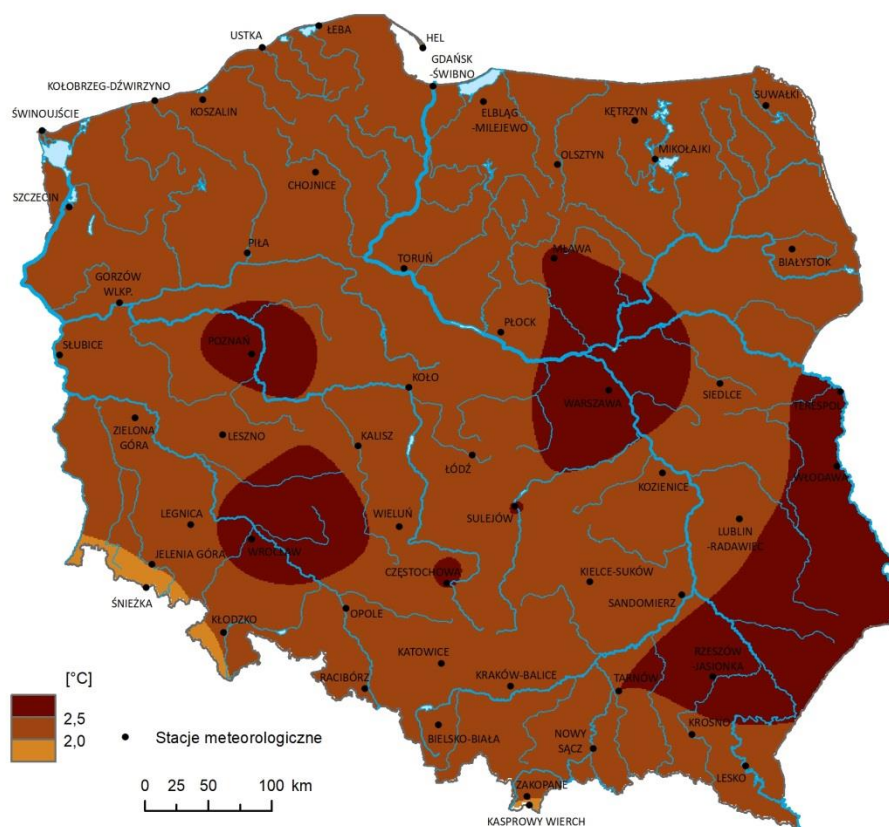 ŁEBA
HEL
USTKA
GDAŃSK
-ŚWIBNO
KOŁOBRZEG-DŹWIRZYNO
KOSZALIN
SUWAŁKI
ELBLĄG
-MILEJEWO
KĘTRZYN
ŚWINOUJŚCIE
MIKOŁAJKI
OLSZTYN
CHOJNICE
SZCZECIN
PIŁA
MŁAWA
BIAŁYSTOK
TORUŃ
GORZÓW
WLKP.
PŁOCK
SŁUBICE
POZNAŃ
KOŁO
WARSZAWA
SIEDLCE
TERESPOL
ZIELONA
GÓRA
LESZNO
KALISZ
ŁÓDŹ
WŁODAWA
KOZIENICE
LEGNICA
WIELUŃ
SULEJÓW
LUBLIN
-RADAWIEC
WROCŁAW
JELENIA GÓRA
CZĘSTOCHOWA
KIELCE-SUKÓW
ŚNIEŻKA
SANDOMIERZ
KŁODZKO
OPOLE
KATOWICE
RZESZÓW
-JASIONKA
RACIBÓRZ
KRAKÓW-BALICE
TARNÓW
[°C]
2,5
2,0
Stacje meteorologiczne
BIELSKO-BIAŁA
NOWY
SĄCZ
KROSNO
LESKO
0 25 50 100 km
ZAKOPANE
KASPROWY WIERCH